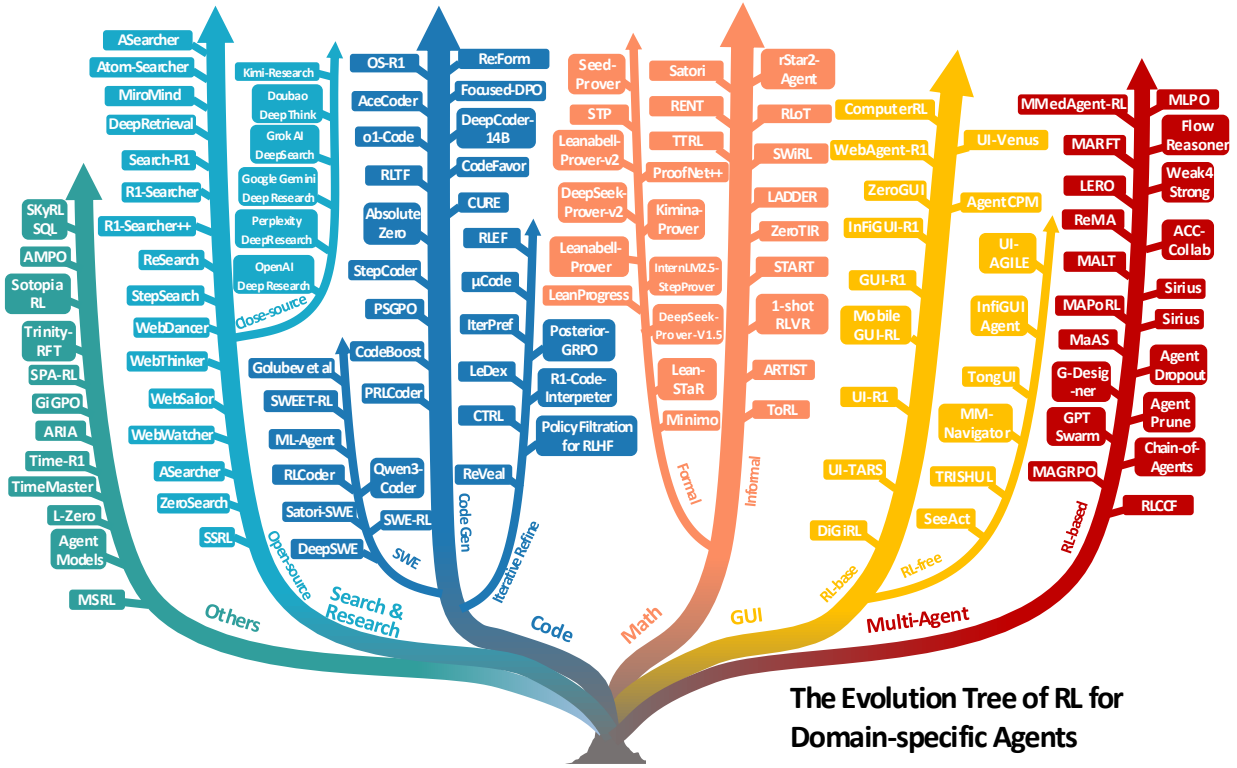 SKyRL
SQL
AMPO
Sotopia
RL
Trinity-
RFT
SPA-RL
GiGPO
ARIA
Time-R1
TimeMaster
L-Zero
Agent
Models
MSRL
Others
ASearcher
Atom-Searcher
MiroMind
DeepRetrieval
Search-R1
R1-Searcher
R1-Searcher++
ReSearch
StepSearch
WebDancer
WebThinker
WebSailor
WebWatcher
ASearcher
ZeroSearch
SSRL
Open-source
Kimi-Research
Doubao
Deep Think
Grok AI
DeepSearch
Google Gemini
Deep Research
Perplexity
DeepResearch
OpenAI
Deep Research
Close-source
Search &
Research
Golubev et al
SWEET-RL
ML-Agent
RLCoder
Qwen3-
Coder
Satori-SWE
SWE-RL
DeepSWE
SWE
OS-R1
AceCoder
o1-Code
RLTF
Absolute
Zero
StepCoder
PSGPO
CodeBoost
PRLCoder
Re:Form
Focused-DPO
DeepCoder-
14B
CodeFavor
CURE
Code Gen
RLEF
μCode
IterPref
Posterior-
GRPO
LeDex
R1-Code-
Interpreter
CTRL
Policy Filtration
for RLHF
ReVeal
Iterative Refine
Code
Seed-
Prover
STP
Leanabell-
Prover-v2
DeepSeek-
Prover-v2
Leanabell-
Prover
LeanProgress
ProofNet++
Kimina-
Prover
InternLM2.5-
StepProver
DeepSeek-
Prover-V1.5
Lean-
STaR
Minimo
Formal
Satori
RENT
TTRL
rStar2-
Agent
RLoT
SWiRL
LADDER
ZeroTIR
START
1-shot
RLVR
ARTIST
ToRL
Informal
Math
ComputerRL
WebAgent-R1
ZeroGUI
InFiGUI-R1
GUI-R1
Mobile
GUI-RL
UI-R1
UI-TARS
DiGiRL
UI-Venus
AgentCPM
RL-base
UI-
AGILE
InfiGUI
Agent
TongUI
MM-
Navigator
TRISHUL
SeeAct
RL-free
GUI
MMedAgent-RL
MARFT
LERO
ReMA
MALT
MAPoRL
MaAS
G-Desig
-ner
GPT
Swarm
MAGRPO
MLPO
Flow
Reasoner
Weak4
Strong
ACC-
Collab
Sirius
Sirius
Agent
Dropout
Agent
Prune
Chain-of-
Agents
RLCCF
RL-based
Multi-Agent
The Evolution Tree of RL for
Domain-specific Agents